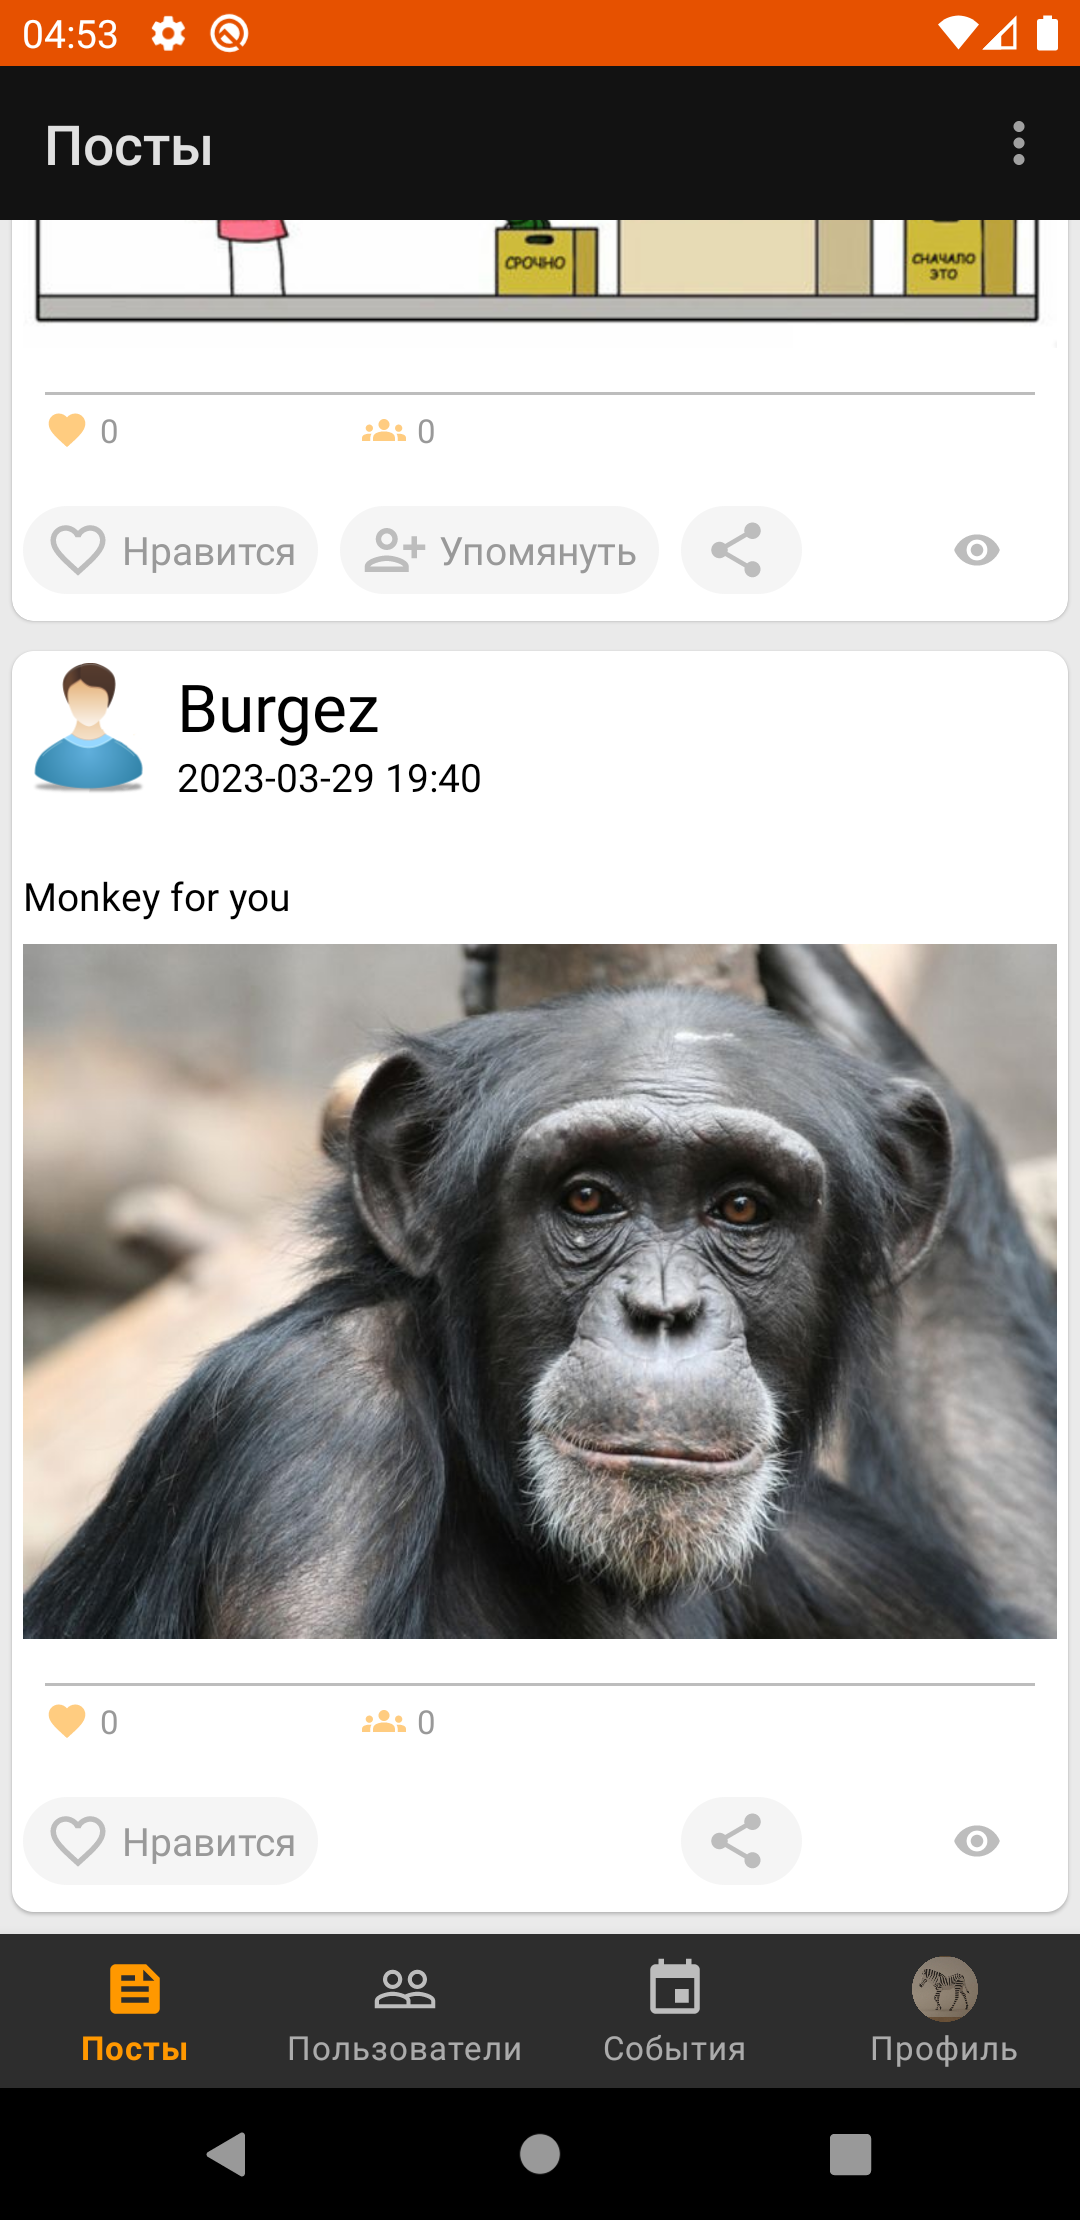 04:53
Посты
СРОЧНО
СНАЧАЛО
ЭТО
0
0
Нравится
Упомянуть
Burgez
2023-03-29 19:40
Monkey for you
0
0
Нравится
Посты
Пользователи
События
Профиль